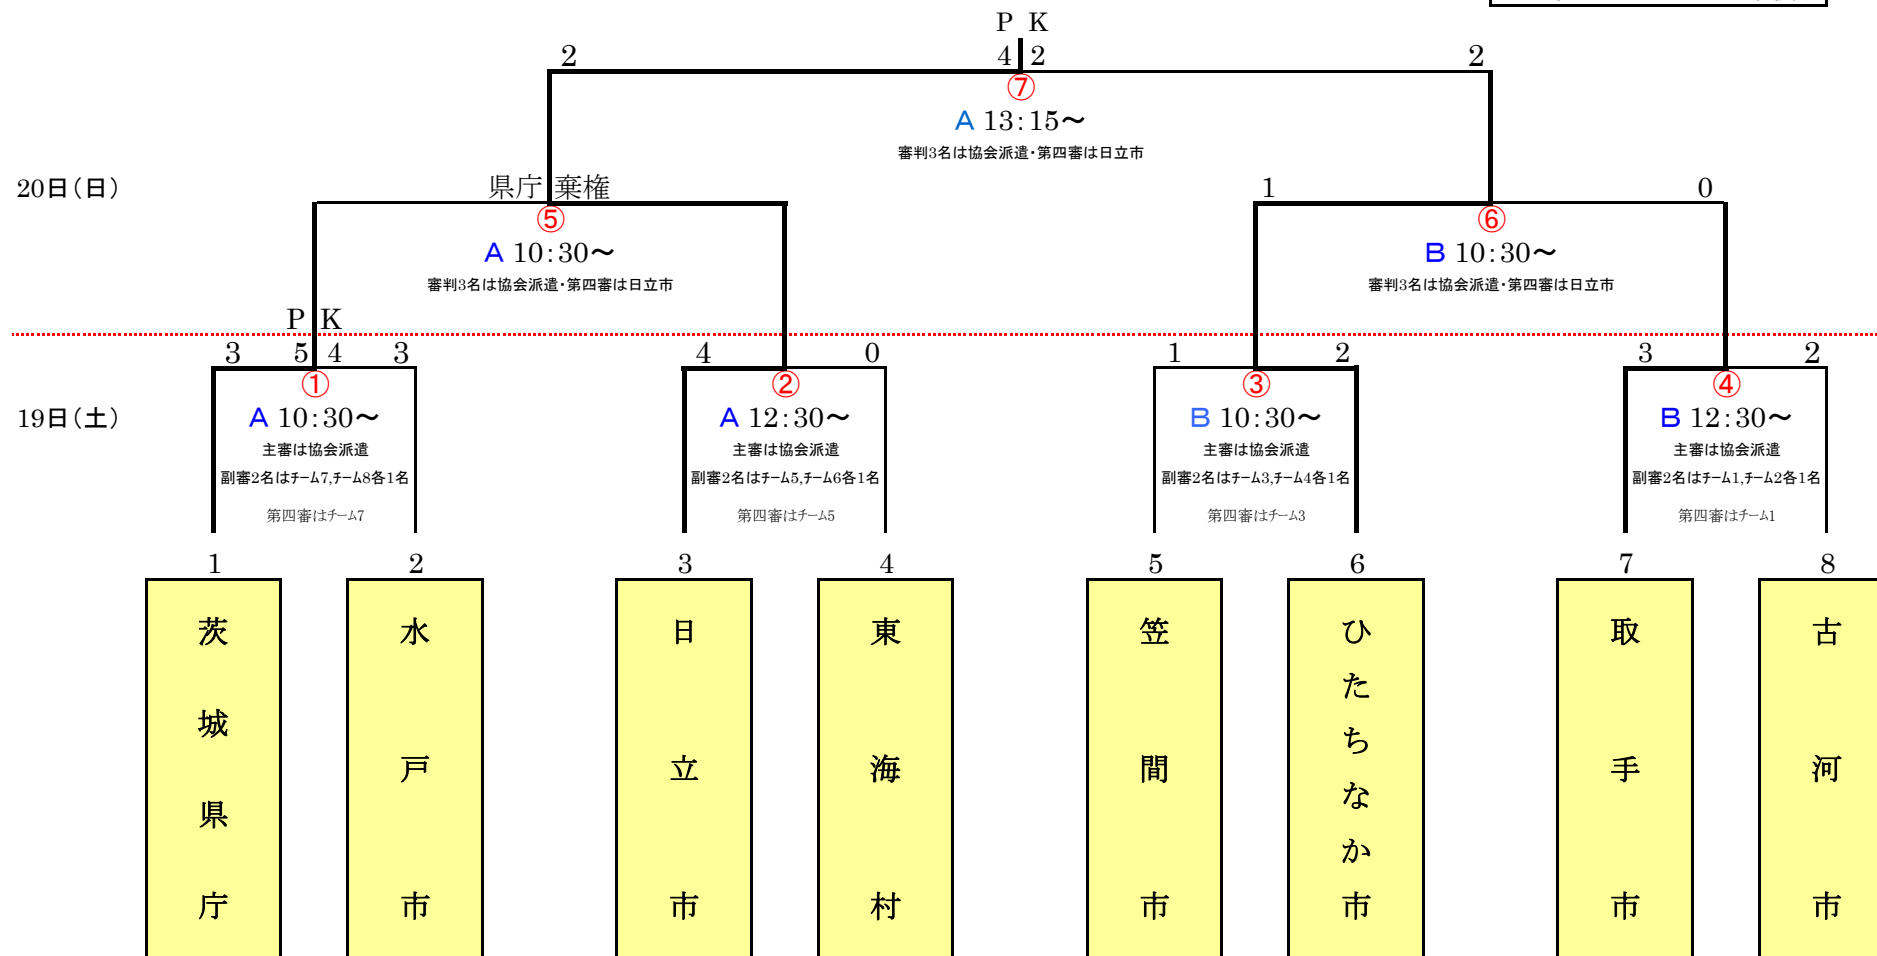 P K
2 4 2 2
⑦
A 13:15～
審判3名は協会派遣・第四審は日立市
20日(日)
県庁 棄権 1 0
⑤ ⑥
A 10:30～ B 10:30～
審判3名は協会派遣・第四審は日立市 審判3名は協会派遣・第四審は日立市
P K
3 5 4 3 4 0 1 2 3 2
① ② ③ ④
19日(土) A 10:30～ A 12:30～ B 10:30～ B 12:30～
主審は協会派遣 主審は協会派遣 主審は協会派遣 主審は協会派遣
副審2名はチーム7,チーム8各1名 副審2名はチーム5,チーム6各1名 副審2名はチーム3,チーム4各1名 副審2名はチーム1,チーム2各1名
第四審はチーム7 第四審はチーム5 第四審はチーム3 第四審はチーム1
1 2 3 4 5 6 7 8
茨城県庁
水戸市
日立市
東海村
笠間市
ひたちなか市
取手市
古河市